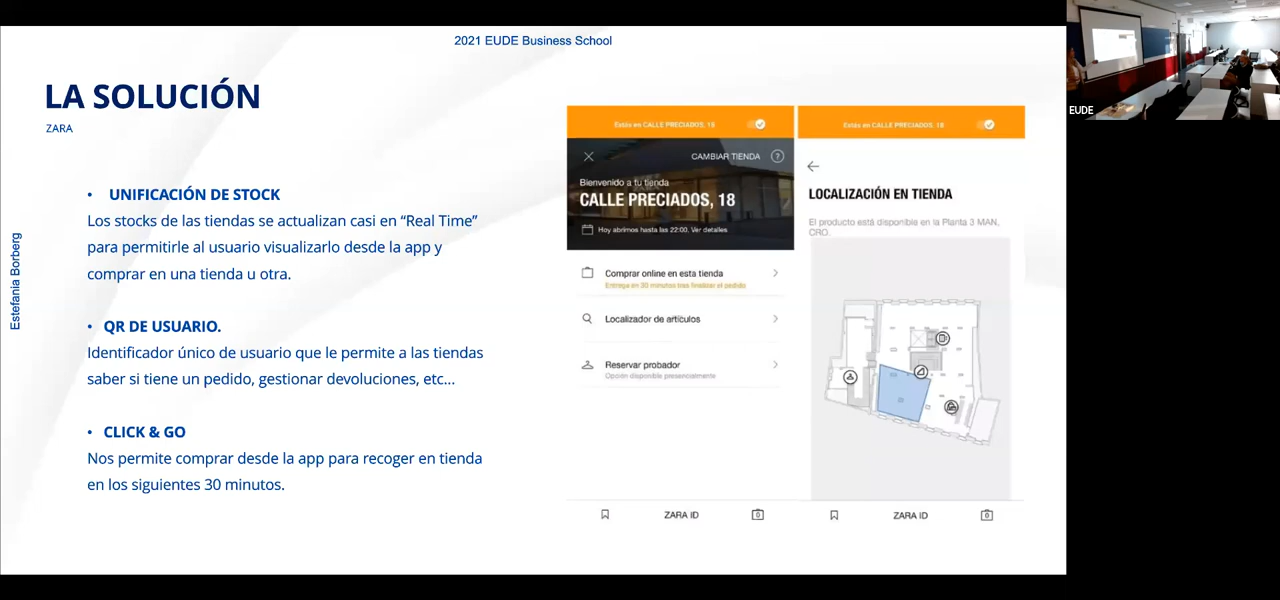 2021 EUDE Business School
LA SOLUCIÓN
ZARA
Estefanía Borberg
• UNIFICACIÓN DE STOCK
Los stocks de las tiendas se actualizan casi en “Real Time”
para permitirle al usuario visualizarlo desde la app y
comprar en una tienda u otra.
• QR DE USUARIO.
Identificador único de usuario que le permite a las tiendas
saber si tiene un pedido, gestionar devoluciones, etc...
• CLICK & GO
Nos permite comprar desde la app para recoger en tienda
en los siguientes 30 minutos.
Estás en CALLE PRECIADOS, 18
CAMBIAR TIENDA ?
Bienvenido a tu tienda
CALLE PRECIADOS, 18
Hoy abrimos hasta las 22:00. Ver detalles
Comprar online en esta tienda
Entrega en 30 minutos tras finalizar el pedido
Localizador de artículos
Reservar probador
Opción disponible presencialmente
ZARA ID
0
Estás en CALLE PRECIADOS, 18
LOCALIZACIÓN EN TIENDA
El producto está disponible en la Planta 3 MAN,
CRO.
ZARA ID
0
EUDE